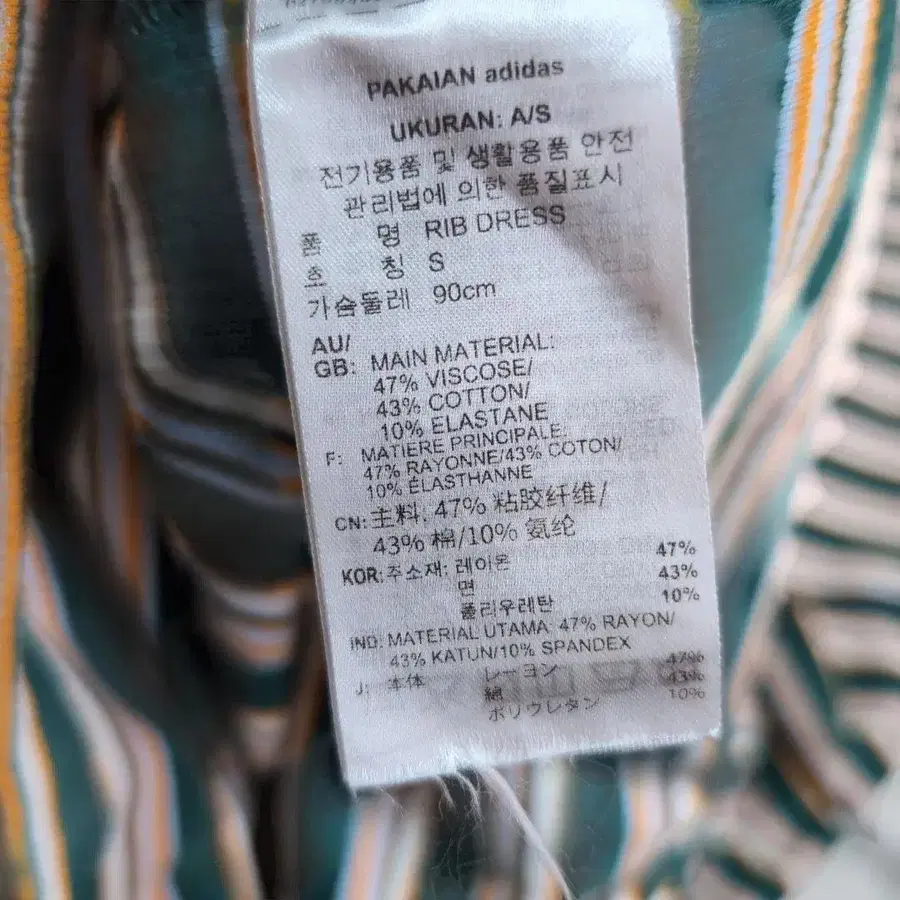 PAKAIAN adidas
UKURAN: A/S
전기용품 및 생활용품 안전
관리법에 의한 품질표시
품 명 RIB DRESS
호 칭 S
가슴둘레 90cm
AU/
GB: MAIN MATERIAL:
47% VISCOSE/
43% COTTON/
10% ELASTANE
F: MATIÈRE PRINCIPALE:
47% RAYONNE/43% COTON/
10% ÉLASTHANNE
CN: 主料: 47% 粘胶纤维/
43% 棉/10% 氨纶
KOR: 주소재: 레이온 47%
면 43%
폴리우레탄 10%
IND: MATERIAL UTAMA: 47% RAYON/
43% KATUN/10% SPANDEX
J: 本体 レーヨン 47%
綿 43%
ポリウレタン 10%